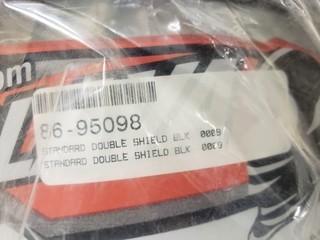 om
86-95098
STANDARD DOUBLE SHIELD BLK 0009
STANDARD DOUBLE SHIELD BLK 0009